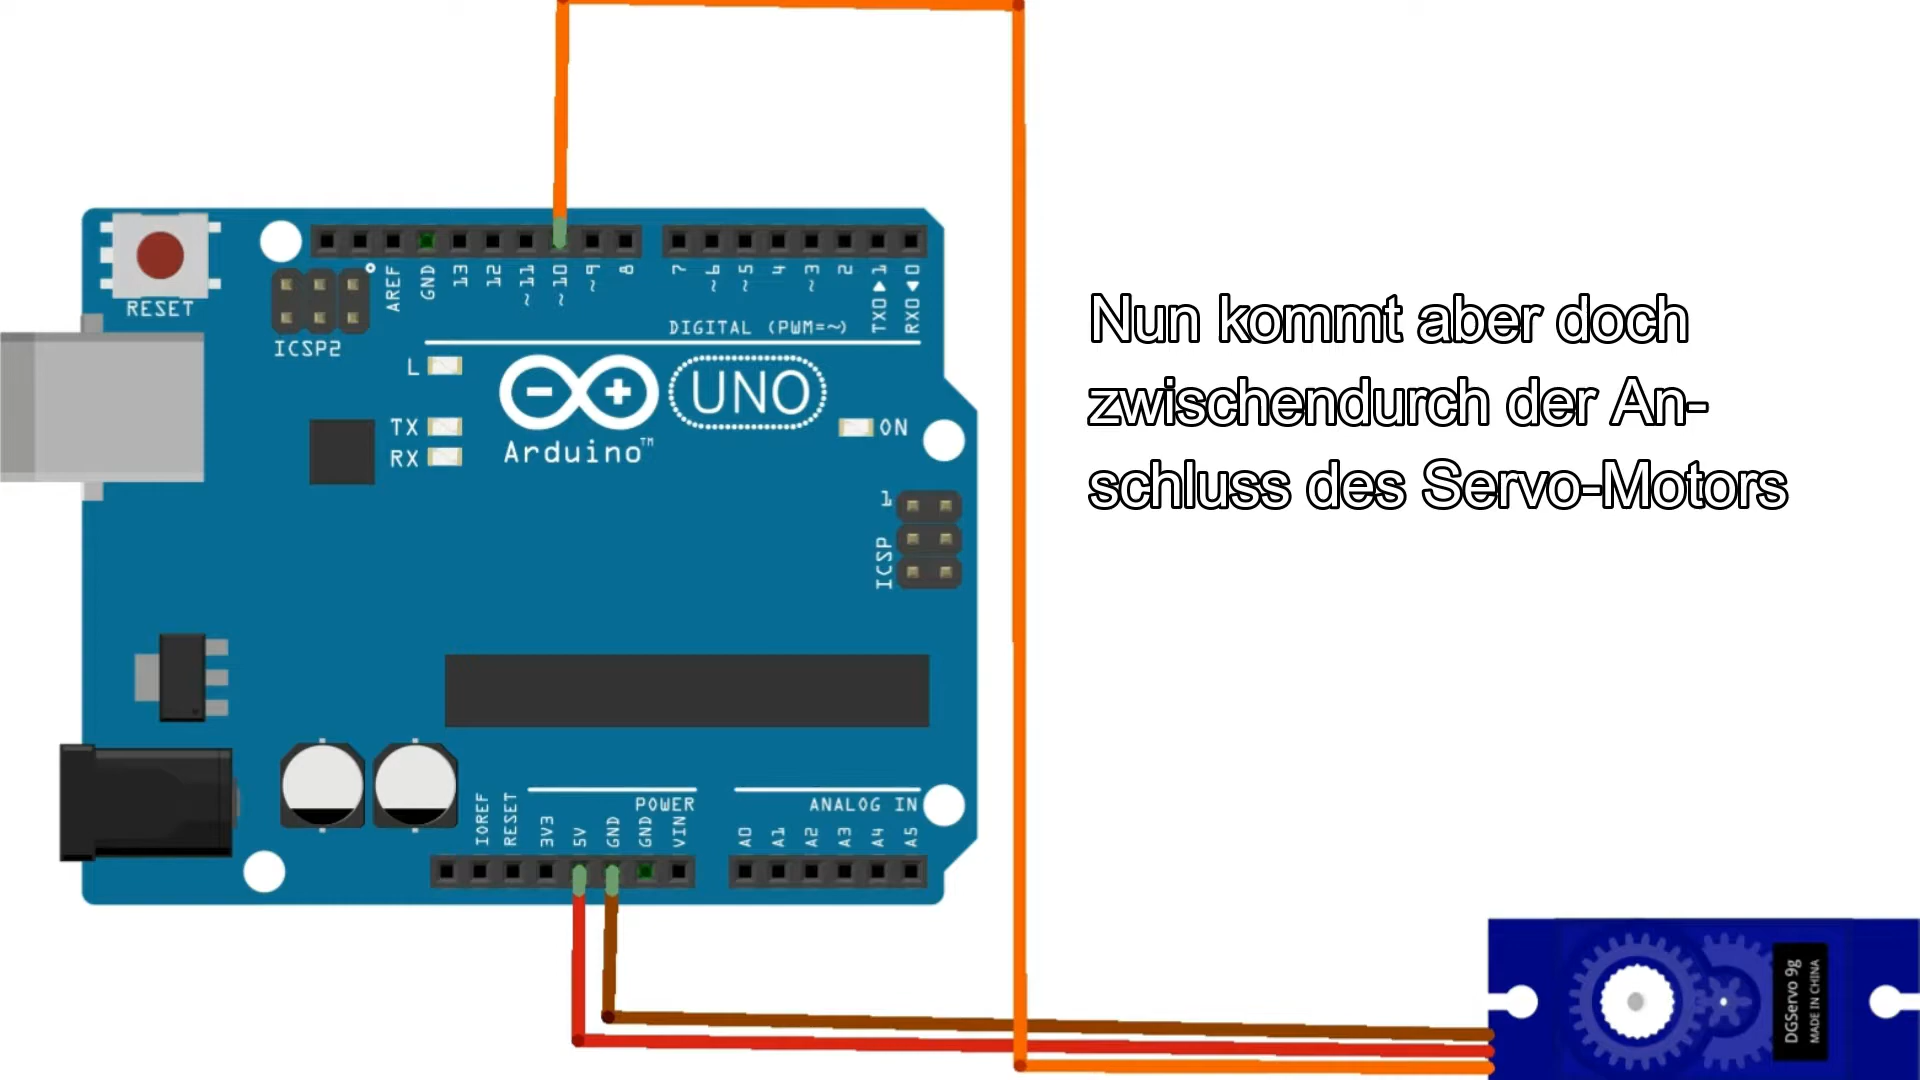 RESET
ICSP2
AREF
GND
13
12
~11
~10
~9
8
7
~6
~5
4
~3
2
TX0▶1
RX0◀0
DIGITAL (PWM=~)
L
TX
RX
Arduino™
UNO
ON
1
ICSP
Nun kommt aber doch
zwischendurch der An-
schluss des Servo-Motors
IOREF
RESET
3V3
5V
GND
GND
VIN
POWER
ANALOG IN
A0
A1
A2
A3
A4
A5
DGServo 9g
MADE IN CHINA